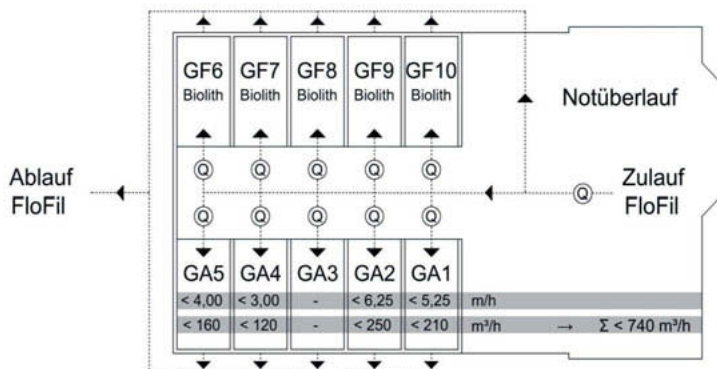 GF6 GF7 GF8 GF9 GF10
Biolith Biolith Biolith Biolith Biolith
Notüberlauf
Q Q Q Q Q
Ablauf
FloFil
Q
Zulauf
FloFil
Q Q Q Q Q
GA5 GA4 GA3 GA2 GA1
< 4,00 < 3,00 - < 6,25 < 5,25 m/h
< 160 < 120 - < 250 < 210 m³/h → Σ < 740 m³/h